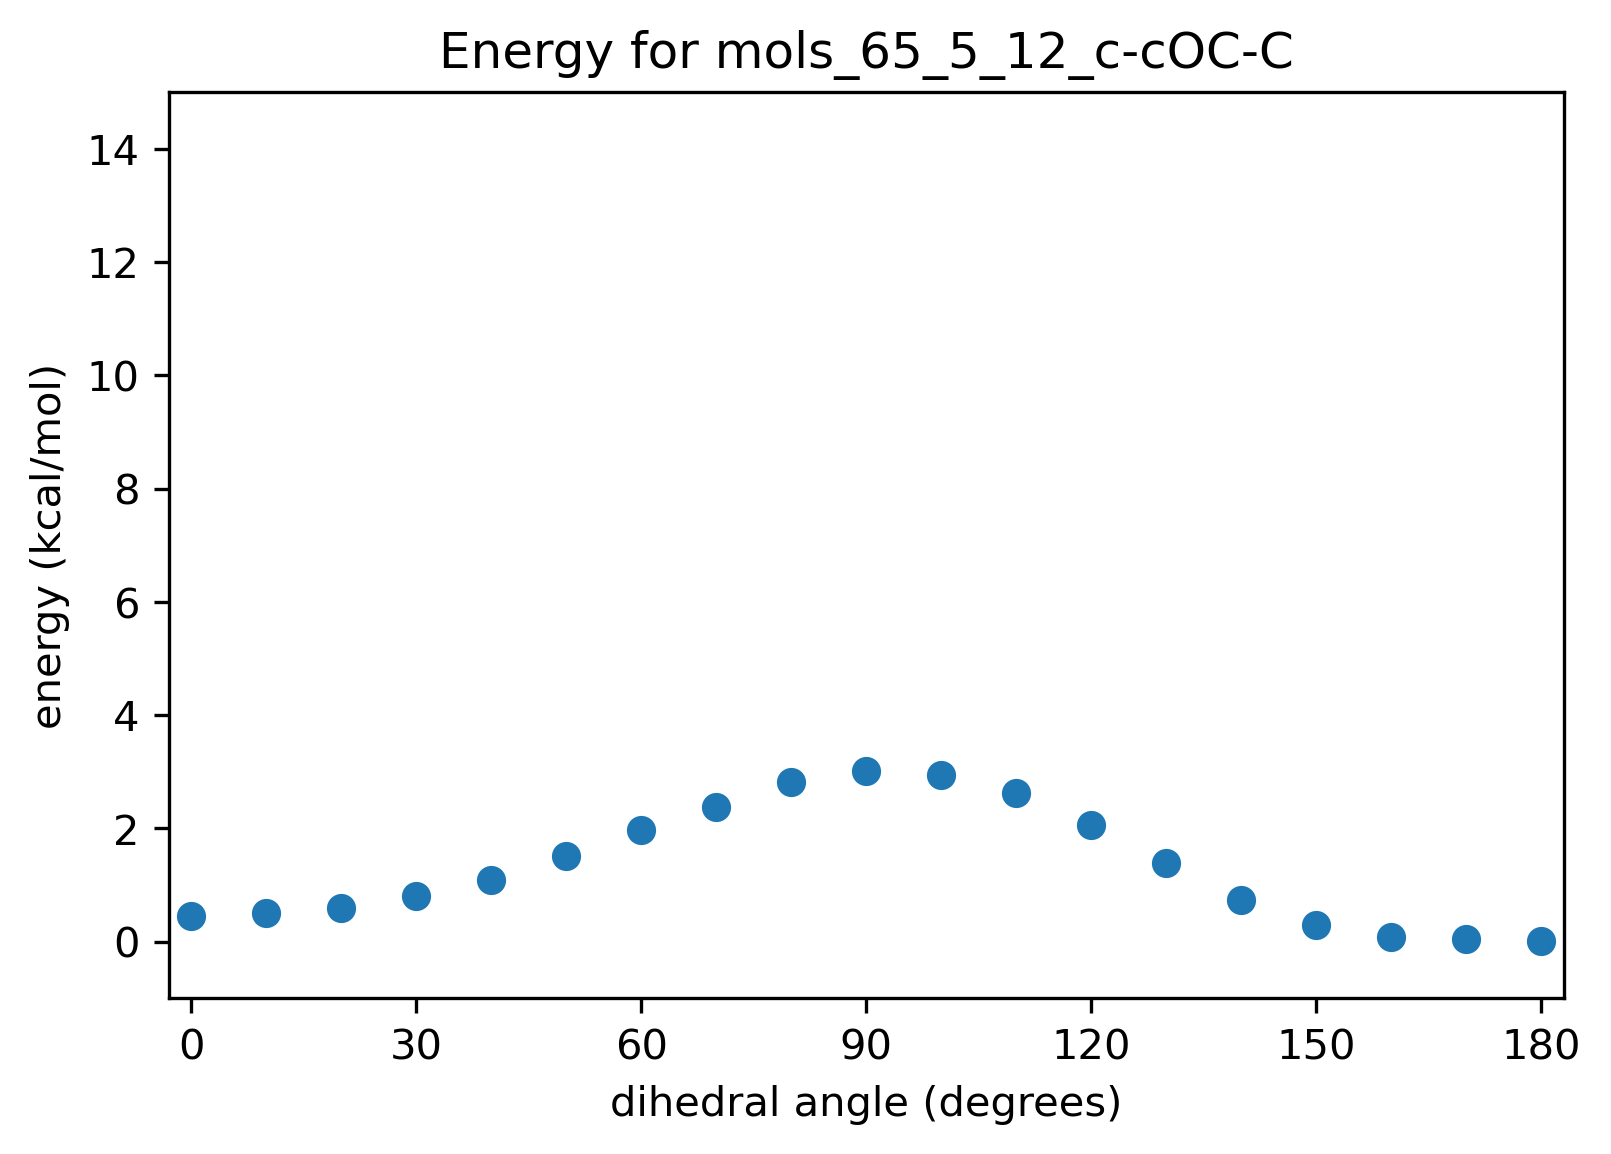 Energy for mols_65_5_12_c-cOC-C
14
12
10
8
6
4
2
0
energy (kcal/mol)
0 30 60 90 120 150 180
dihedral angle (degrees)